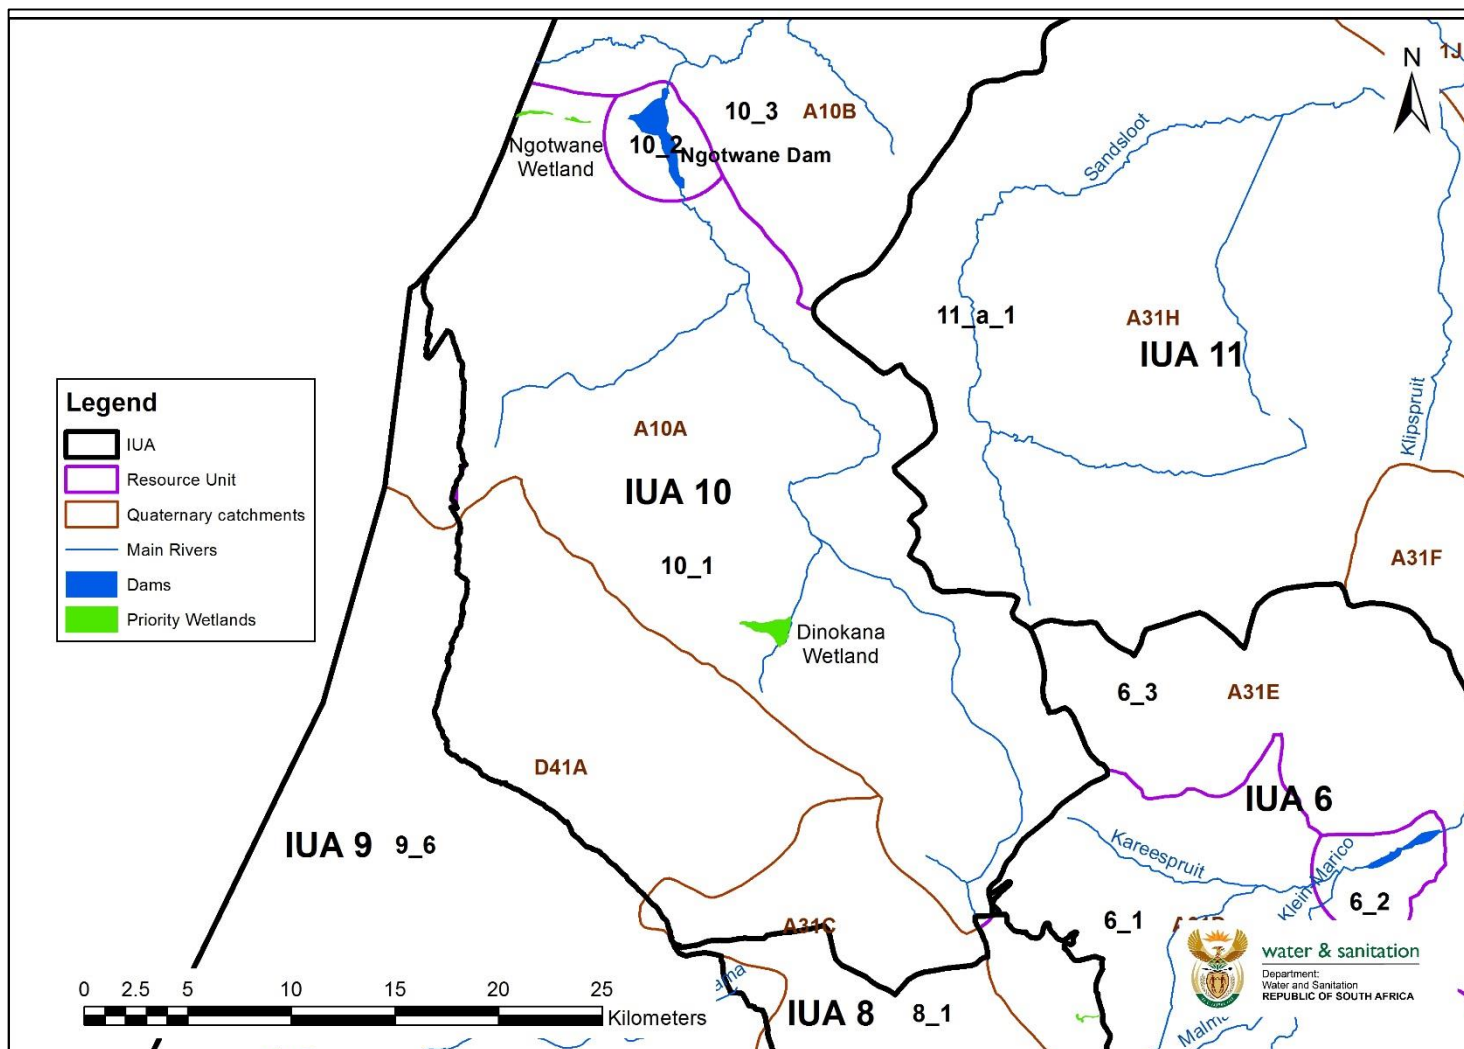 N
1J
10_3
A10B
Ngotwane
Wetland
10_2
Ngotwane Dam
Sandsloot
11_a_1
A31H
IUA 11
Klipspruit
Legend
IUA
Resource Unit
Quaternary catchments
Main Rivers
Dams
Priority Wetlands
A10A
IUA 10
10_1
A31F
Dinokana
Wetland
6_3
A31E
D41A
IUA 6
IUA 9
9_6
Kareespruit
Klein-Marico
6_2
6_1
A31C
water & sanitation
Department:
Water and Sanitation
REPUBLIC OF SOUTH AFRICA
0 2.5 5 10 15 20 25
Kilometers
IUA 8
8_1